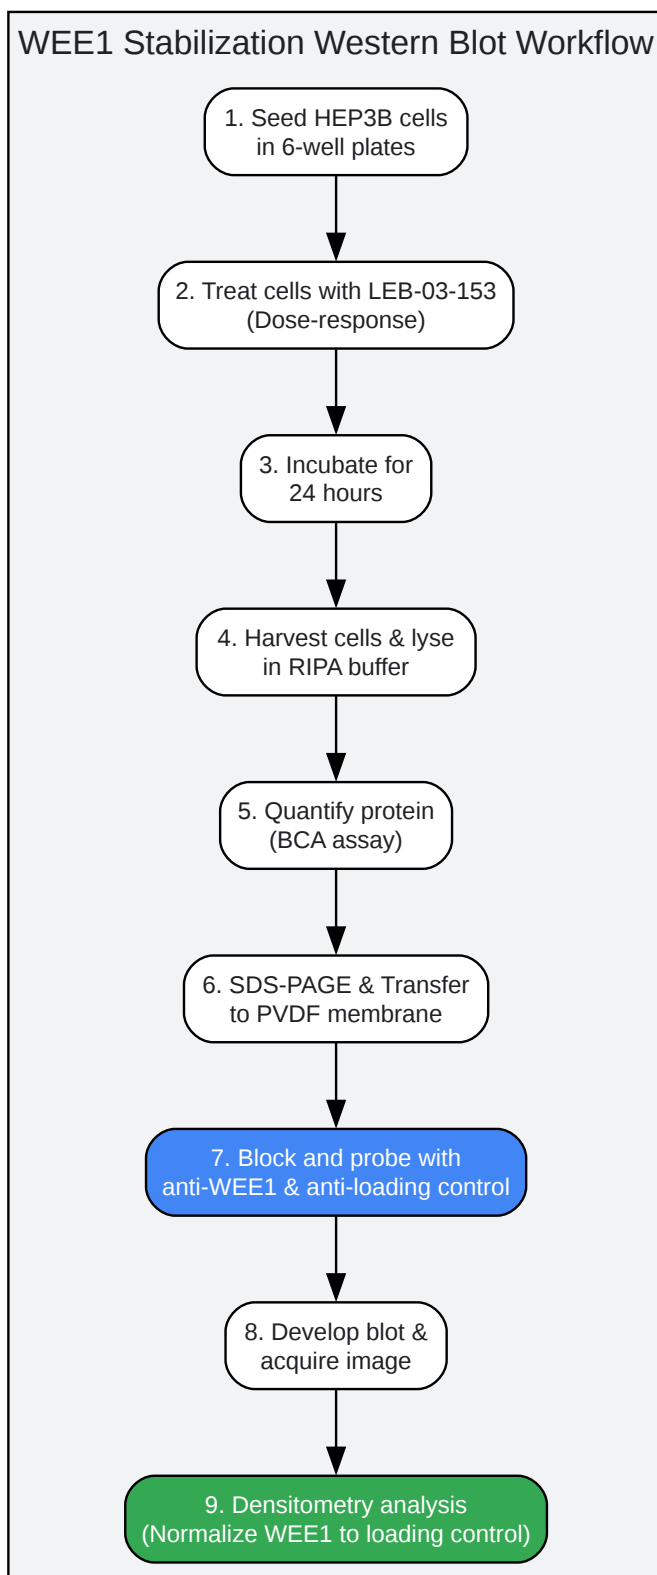 WEE1 Stabilization Western Blot Workflow
1. Seed HEP3B cells
in 6-well plates
2. Treat cells with LEB-03-153
(Dose-response)
3. Incubate for
24 hours
4. Harvest cells & lyse
in RIPA buffer
5. Quantify protein
(BCA assay)
6. SDS-PAGE & Transfer
to PVDF membrane
7. Block and probe with
anti-WEE1 & anti-loading control
8. Develop blot &
acquire image
9. Densitometry analysis
(Normalize WEE1 to loading control)